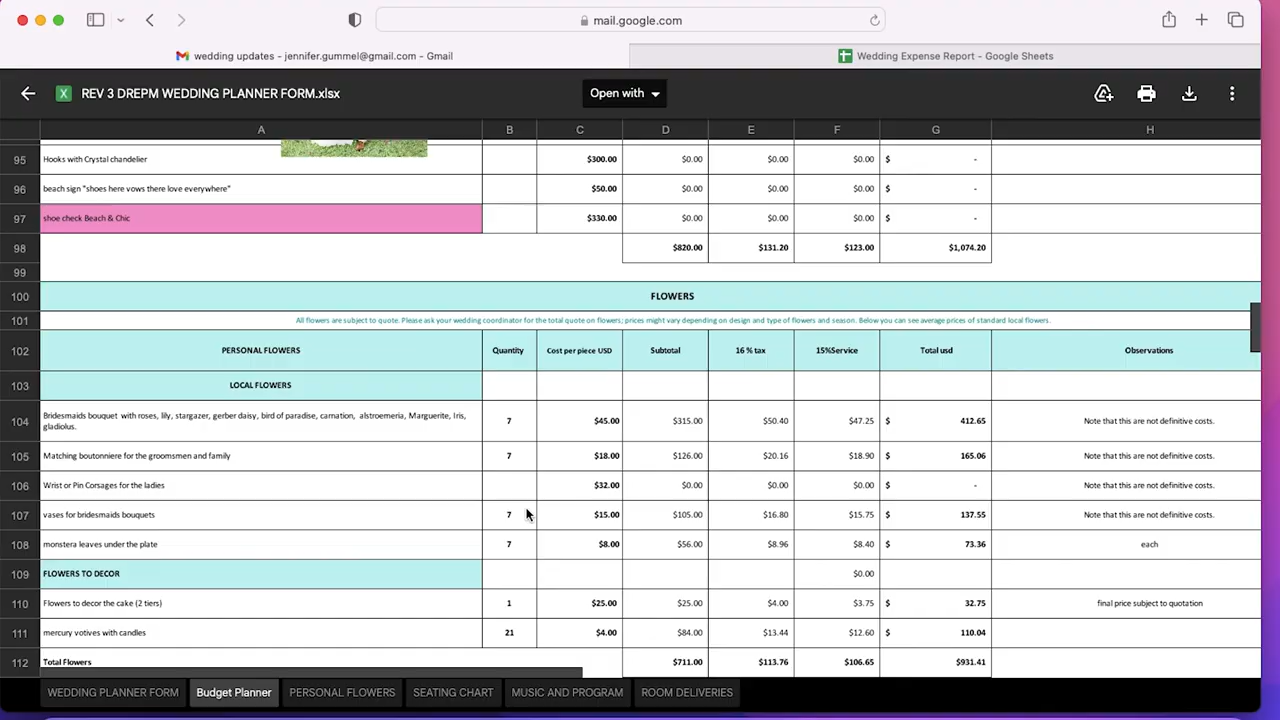 mail.google.com
wedding updates - jennifer.gummel@gmail.com - Gmail
Wedding Expense Report - Google Sheets
X REV 3 DREPM WEDDING PLANNER FORM.xlsx
Open with
A B C D E F G H
95 Hooks with Crystal chandelier $300.00 $0.00 $0.00 $0.00 $ -
96 beach sign "shoes here vows there love everywhere" $50.00 $0.00 $0.00 $0.00 $ -
97 shoe check Beach & Chic $330.00 $0.00 $0.00 $0.00 $ -
98 $820.00 $131.20 $123.00 $1,074.20
99
100 FLOWERS
101 All flowers are subject to quote. Please ask your wedding coordinator for the total quote on flowers; prices might vary depending on design and type of flowers and season. Below you can see average prices of standard local flowers.
102 PERSONAL FLOWERS Quantity Cost per piece USD Subtotal 16 % tax 15%Service Total usd Observations
103 LOCAL FLOWERS
104 Bridesmaids bouquet with roses, lily, stargazer, gerber daisy, bird of paradise, carnation, alstroemeria, Marguerite, Iris,
gladiolus. 7 $45.00 $315.00 $50.40 $47.25 $ 412.65 Note that this are not definitive costs.
105 Matching boutonniere for the groomsmen and family 7 $18.00 $126.00 $20.16 $18.90 $ 165.06 Note that this are not definitive costs.
106 Wrist or Pin Corsages for the ladies $32.00 $0.00 $0.00 $0.00 $ - Note that this are not definitive costs.
107 vases for bridesmaids bouquets 7 $15.00 $105.00 $16.80 $15.75 $ 137.55 Note that this are not definitive costs.
108 monstera leaves under the plate 7 $8.00 $56.00 $8.96 $8.40 $ 73.36 each
109 FLOWERS TO DECOR $0.00
110 Flowers to decor the cake (2 tiers) 1 $25.00 $25.00 $4.00 $3.75 $ 32.75 final price subject to quotation
111 mercury votives with candles 21 $4.00 $84.00 $13.44 $12.60 $ 110.04
112 Total Flowers $711.00 $113.76 $106.65 $931.41
WEDDING PLANNER FORM Budget Planner PERSONAL FLOWERS SEATING CHART MUSIC AND PROGRAM ROOM DELIVERIES